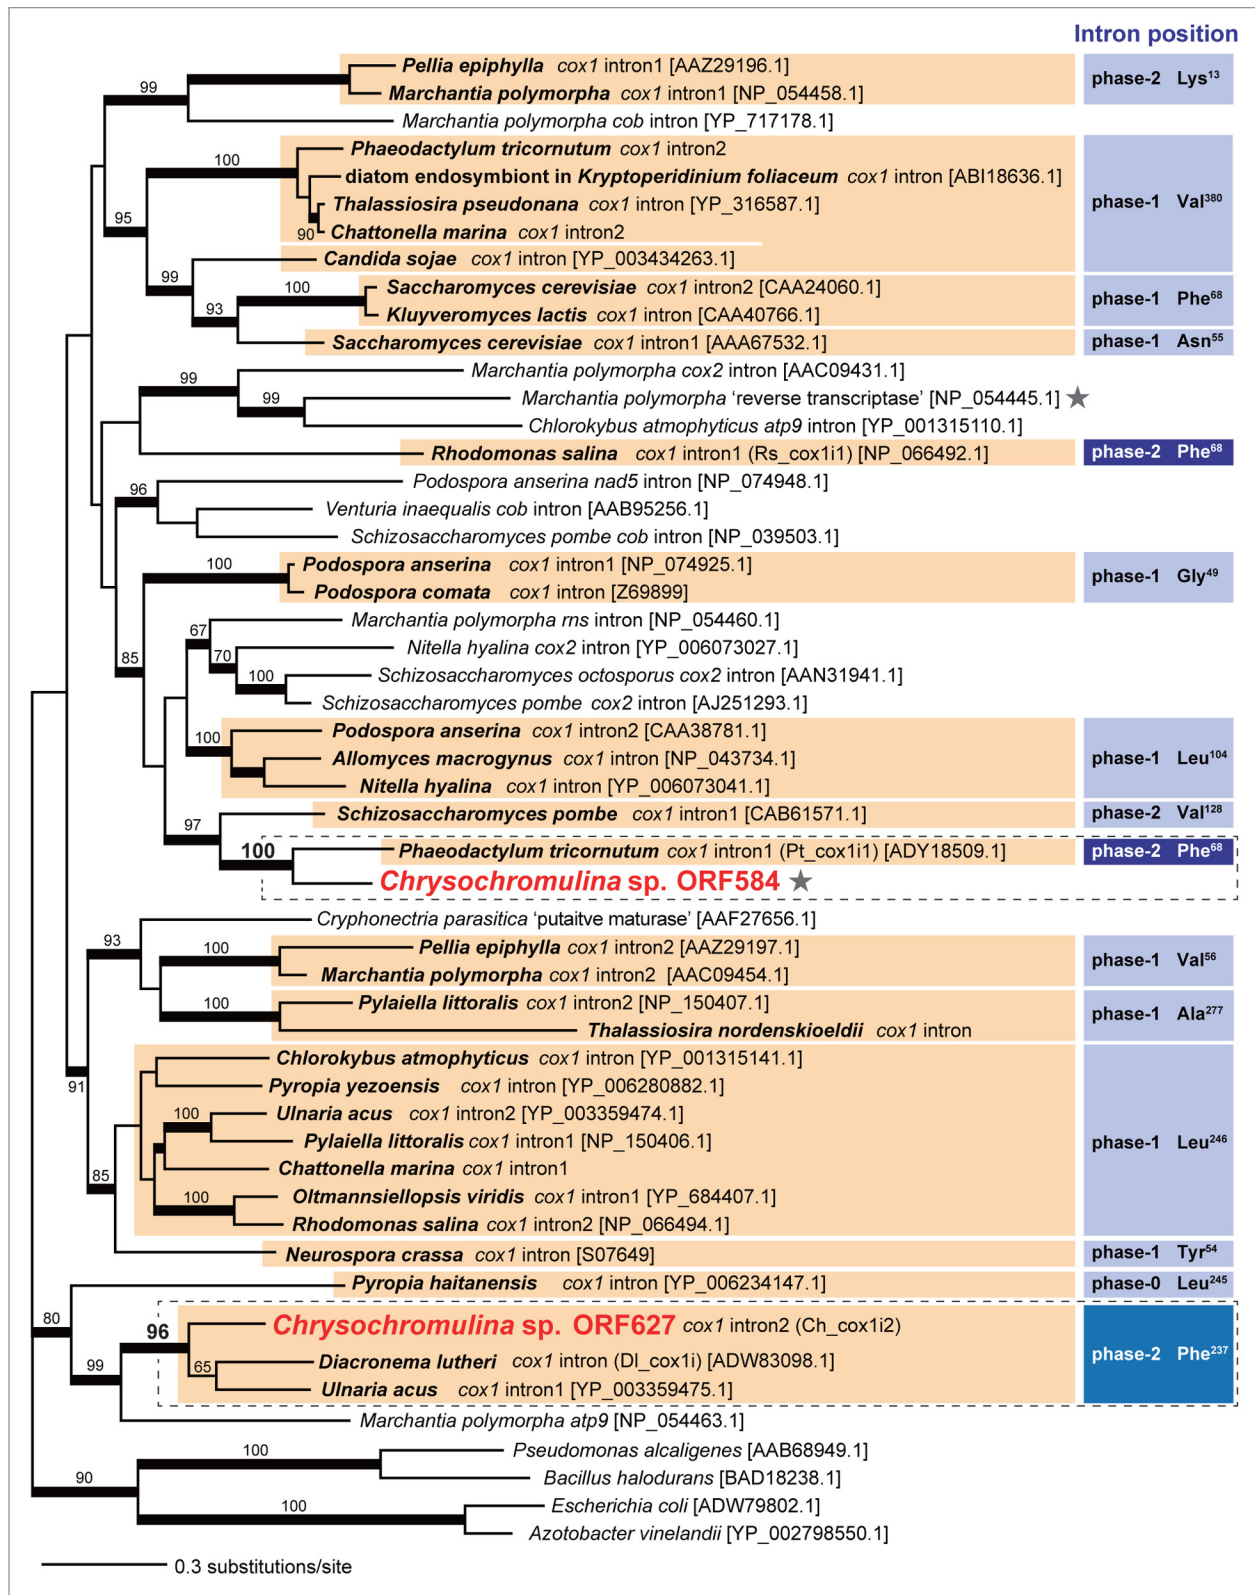 Intron position
99
Pellia epiphylla cox1 intron1 [AAZ29196.1]
phase-2 Lys13
Marchantia polymorpha cox1 intron1 [NP_054458.1]
Marchantia polymorpha cob intron [YP_717178.1]
100
Phaeodactylum tricornutum cox1 intron2
diatom endosymbiont in Kryptoperidinium foliaceum cox1 intron [ABI18636.1]
Thalassiosira pseudonana cox1 intron [YP_316587.1]
phase-1 Val380
95
90
Chattonella marina cox1 intron2
Candida sojae cox1 intron [YP_003434263.1]
99
100
Saccharomyces cerevisiae cox1 intron2 [CAA24060.1]
phase-1 Phe68
Kluyveromyces lactis cox1 intron [CAA40766.1]
93
Saccharomyces cerevisiae cox1 intron1 [AAA67532.1]
phase-1 Asn55
Marchantia polymorpha cox2 intron [AAC09431.1]
99
Marchantia polymorpha ‘reverse transcriptase’ [NP_054445.1] ★
99
Chlorokybus atmophyticus atp9 intron [YP_001315110.1]
Rhodomonas salina cox1 intron1 (Rs_cox1i1) [NP_066492.1]
phase-2 Phe68
Podospora anserina nad5 intron [NP_074948.1]
96
Venturia inaequalis cob intron [AAB95256.1]
Schizosaccharomyces pombe cob intron [NP_039503.1]
100
Podospora anserina cox1 intron1 [NP_074925.1]
phase-1 Gly49
Podospora comata cox1 intron [Z69899]
Marchantia polymorpha rns intron [NP_054460.1]
67
Nitella hyalina cox2 intron [YP_006073027.1]
85
70
Schizosaccharomyces octosporus cox2 intron [AAN31941.1]
100
Schizosaccharomyces pombe cox2 intron [AJ251293.1]
Podospora anserina cox1 intron2 [CAA38781.1]
100
Allomyces macrogynus cox1 intron [NP_043734.1]
phase-1 Leu104
Nitella hyalina cox1 intron [YP_006073041.1]
Schizosaccharomyces pombe cox1 intron1 [CAB61571.1]
phase-2 Val128
97
100
Phaeodactylum tricornutum cox1 intron1 (Pt_cox1i1) [ADY18509.1]
phase-2 Phe68
Chrysochromulina sp. ORF584 ★
Cryphonectria parasitica ‘putaitve maturase’ [AAF27656.1]
93
100
Pellia epiphylla cox1 intron2 [AAZ29197.1]
phase-1 Val56
Marchantia polymorpha cox1 intron2 [AAC09454.1]
100
Pylaiella littoralis cox1 intron2 [NP_150407.1]
phase-1 Ala277
Thalassiosira nordenskioeldii cox1 intron
Chlorokybus atmophyticus cox1 intron [YP_001315141.1]
91
Pyropia yezoensis cox1 intron [YP_006280882.1]
100
Ulnaria acus cox1 intron2 [YP_003359474.1]
Pylaiella littoralis cox1 intron1 [NP_150406.1]
phase-1 Leu246
85
Chattonella marina cox1 intron1
100
Oltmannsiellopsis viridis cox1 intron1 [YP_684407.1]
Rhodomonas salina cox1 intron2 [NP_066494.1]
Neurospora crassa cox1 intron [S07649]
phase-1 Tyr54
Pyropia haitanensis cox1 intron [YP_006234147.1]
phase-0 Leu245
80
96
Chrysochromulina sp. ORF627 cox1 intron2 (Ch_cox1i2)
99
65
Diacronema lutheri cox1 intron (Dl_cox1i) [ADW83098.1]
phase-2 Phe237
Ulnaria acus cox1 intron1 [YP_003359475.1]
Marchantia polymorpha atp9 [NP_054463.1]
100
Pseudomonas alcaligenes [AAB68949.1]
90
Bacillus halodurans [BAD18238.1]
100
Escherichia coli [ADW79802.1]
Azotobacter vinelandii [YP_002798550.1]
0.3 substitutions/site